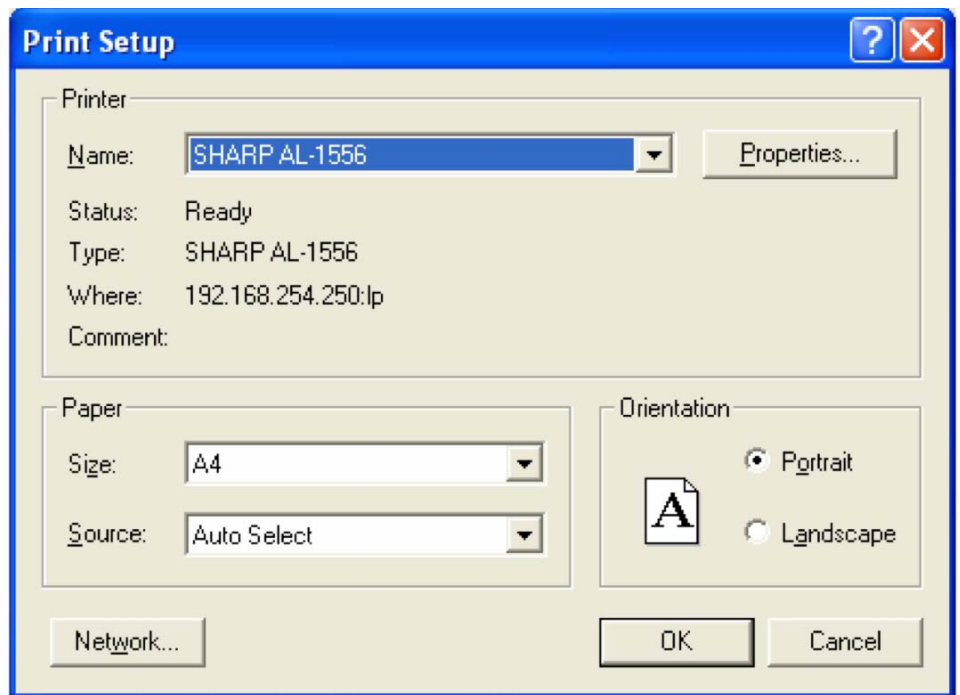 Print Setup
Printer
Name: SHARP AL-1556 Properties...
Status: Ready
Type: SHARP AL-1556
Where: 192.168.254.250:lp
Comment:
Paper
Size: A4
Source: Auto Select
Orientation
A
Portrait
Landscape
Network... OK Cancel